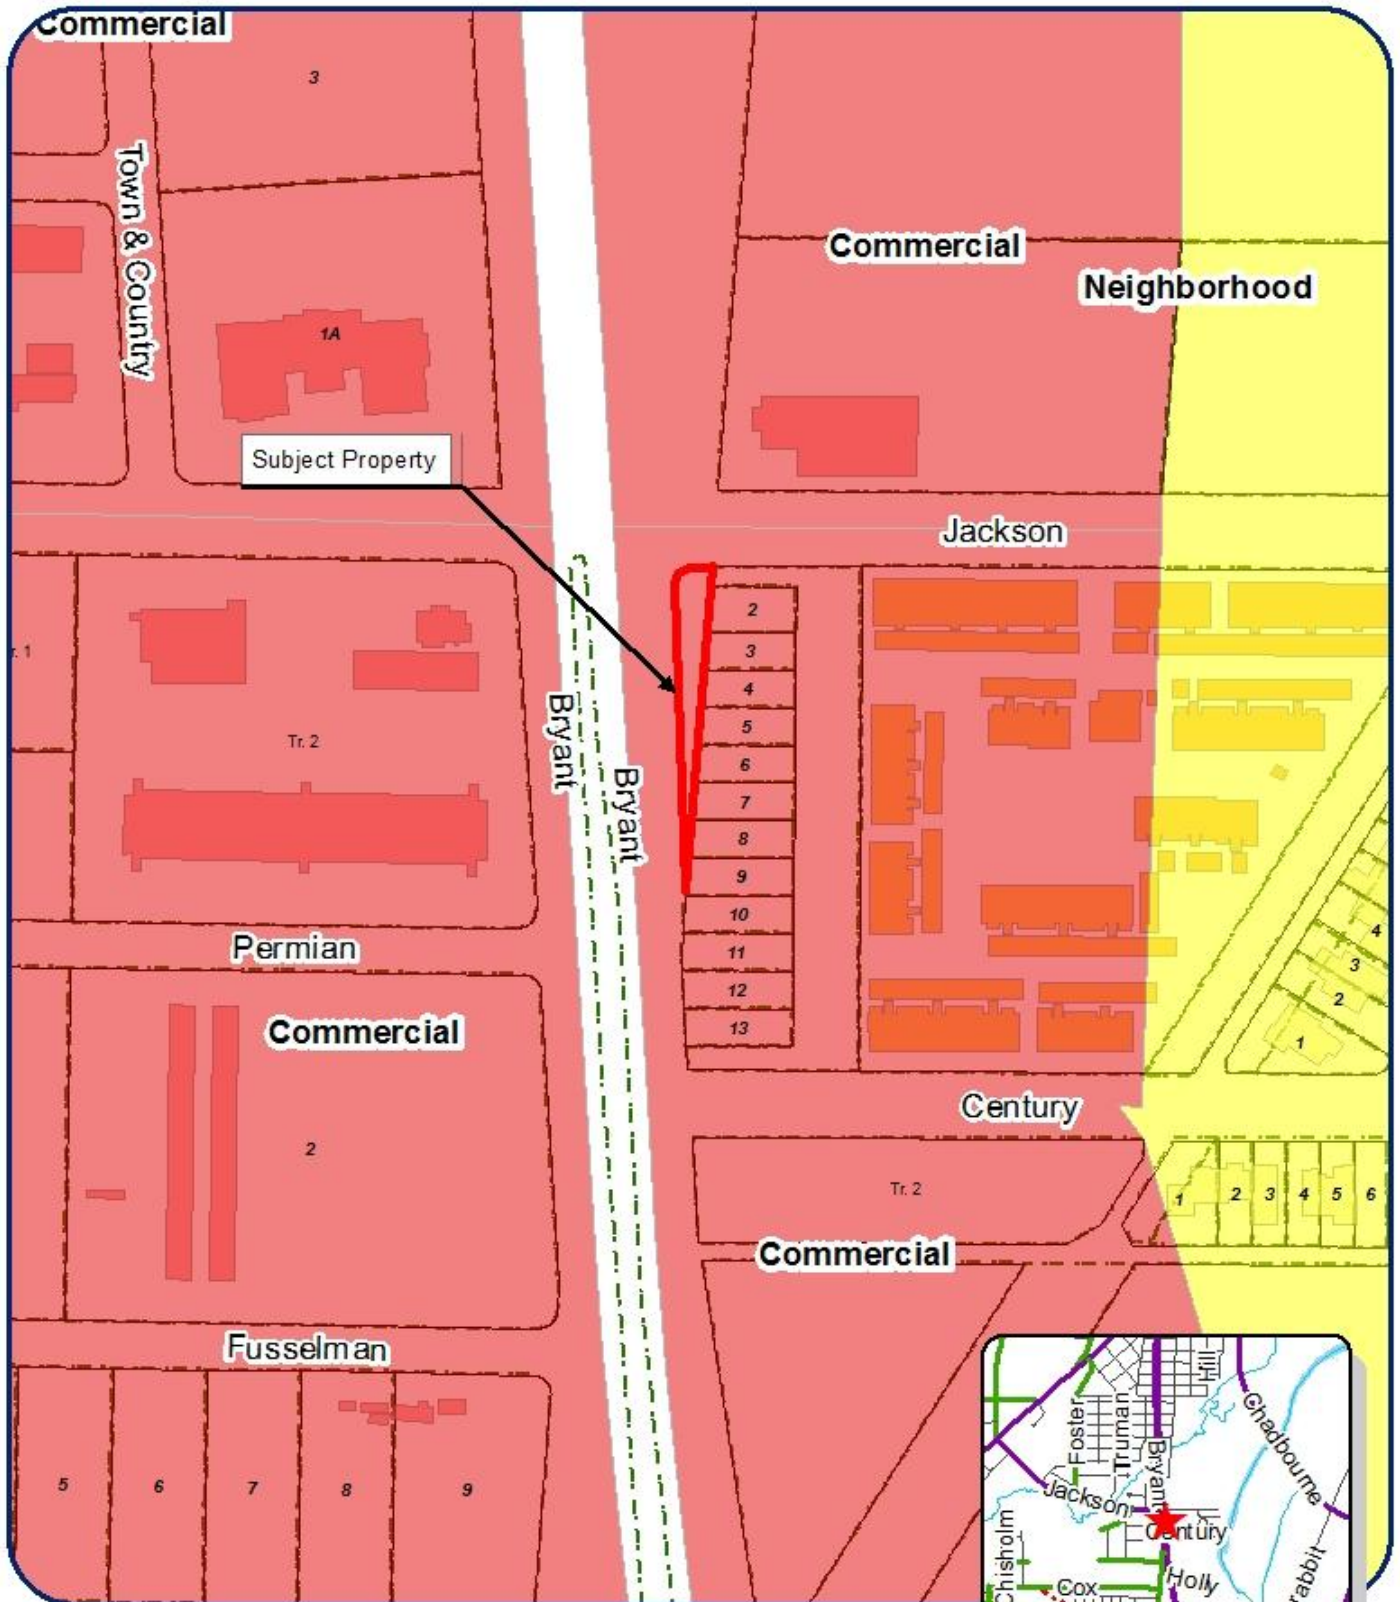 Commercial
3
Town & Country
Commercial
Neighborhood
1A
Subject Property
Jackson
2
3
4
5
6
7
8
9
10
11
12
13
r. 1
Tr. 2
Bryant
Bryant
Permian
Commercial
2
4
3
2
1
Century
Tr. 2
1
2
3
4
5
6
Commercial
Fusselman
5
6
7
8
9
Hill
Foster
Truman
Bryant
Chadbourne
Jackson
Century
Chisholm
Cox
Holly
rabbit